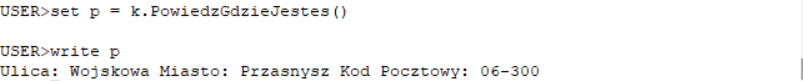 USER>set p = k.PowiedzGdzieJestes()
USER>write p
Ulica: Wojskowa Miasto: Przasnysz Kod Pocztowy: 06-300